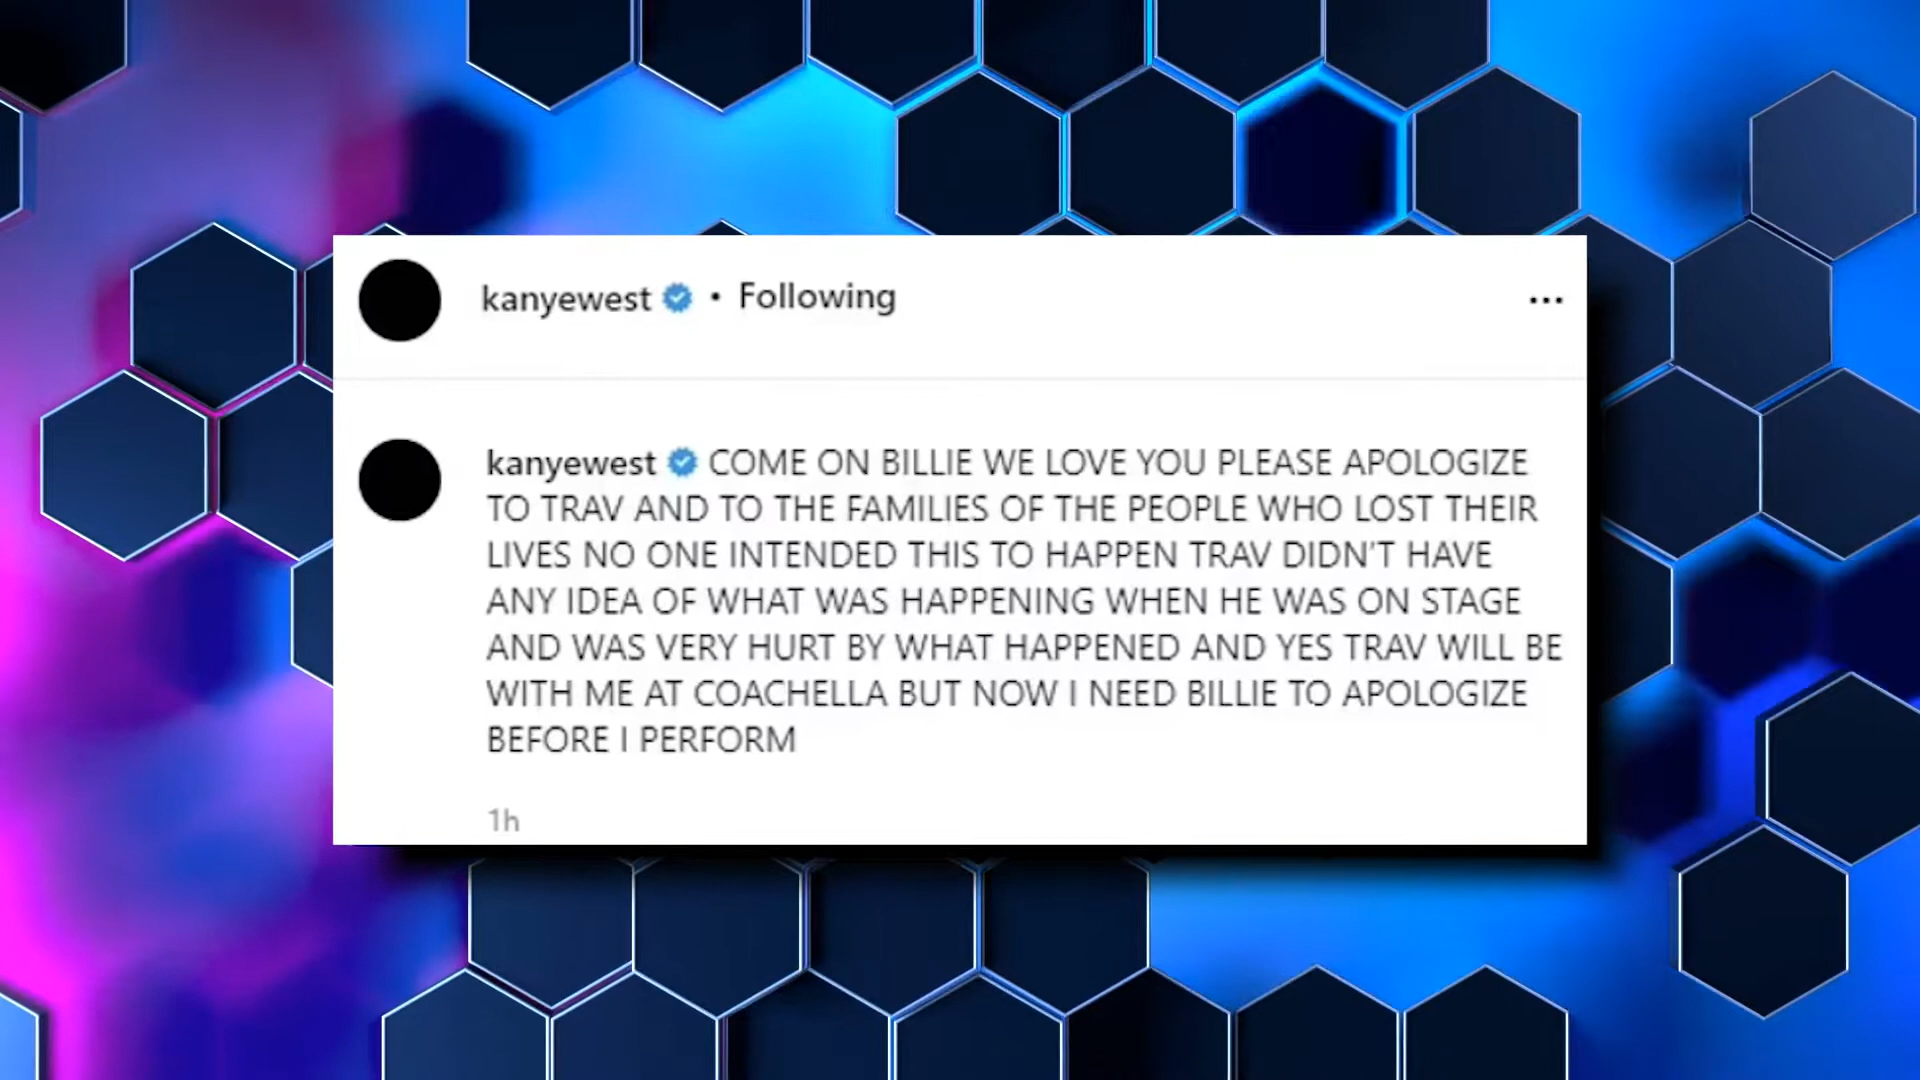 kanyewest • Following
kanyewest COME ON BILLIE WE LOVE YOU PLEASE APOLOGIZE
TO TRAV AND TO THE FAMILIES OF THE PEOPLE WHO LOST THEIR
LIVES NO ONE INTENDED THIS TO HAPPEN TRAV DIDN'T HAVE
ANY IDEA OF WHAT WAS HAPPENING WHEN HE WAS ON STAGE
AND WAS VERY HURT BY WHAT HAPPENED AND YES TRAV WILL BE
WITH ME AT COACHELLA BUT NOW I NEED BILLIE TO APOLOGIZE
BEFORE I PERFORM
1h